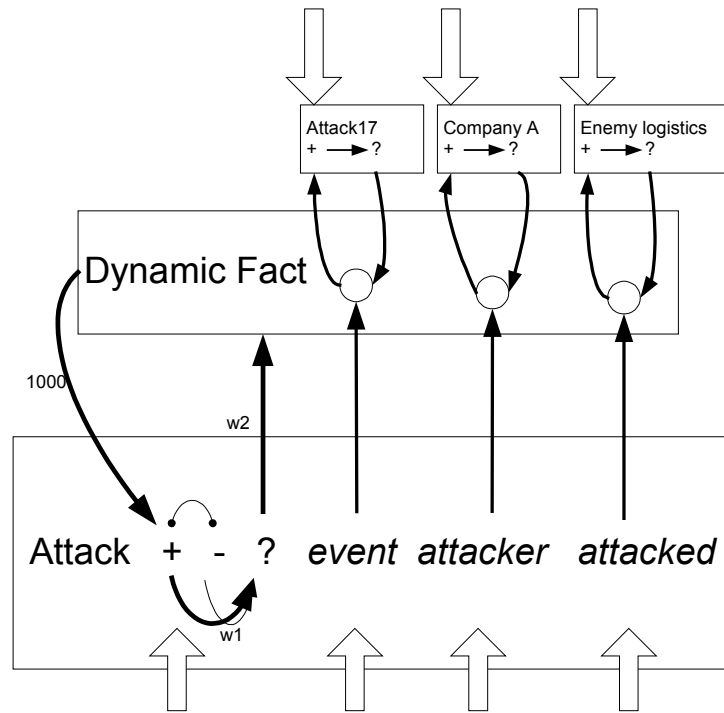 Attack17
+ ?
Company A
+ ?
Enemy logistics
+ ?
Dynamic Fact
1000
w2
Attack + - ? event attacker attacked
w1